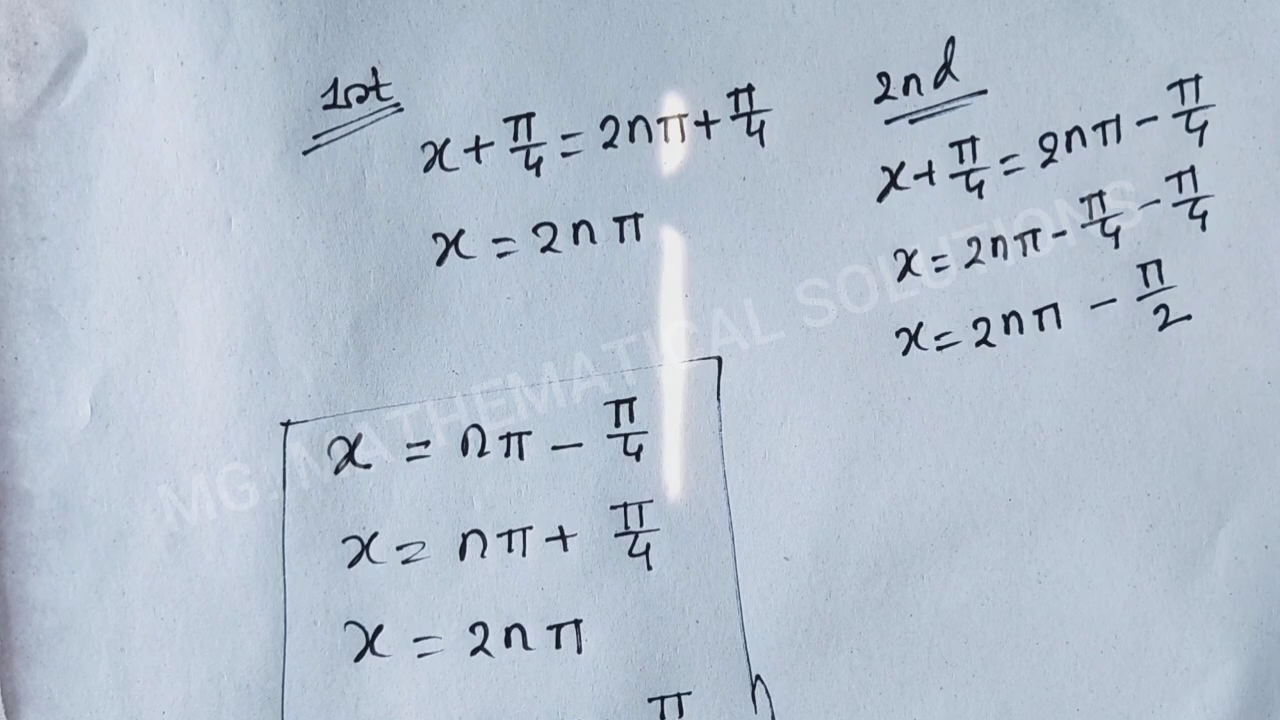 1st
x + π/4 = 2nπ + π/4
x = 2nπ
2nd
x + π/4 = 2nπ - π/4
x = 2nπ - π/4 - π/4
x = 2nπ - π/2
x = nπ - π/4
x = nπ + π/4
x = 2nπ
π
MG. MATHEMATICAL SOLUTIONS